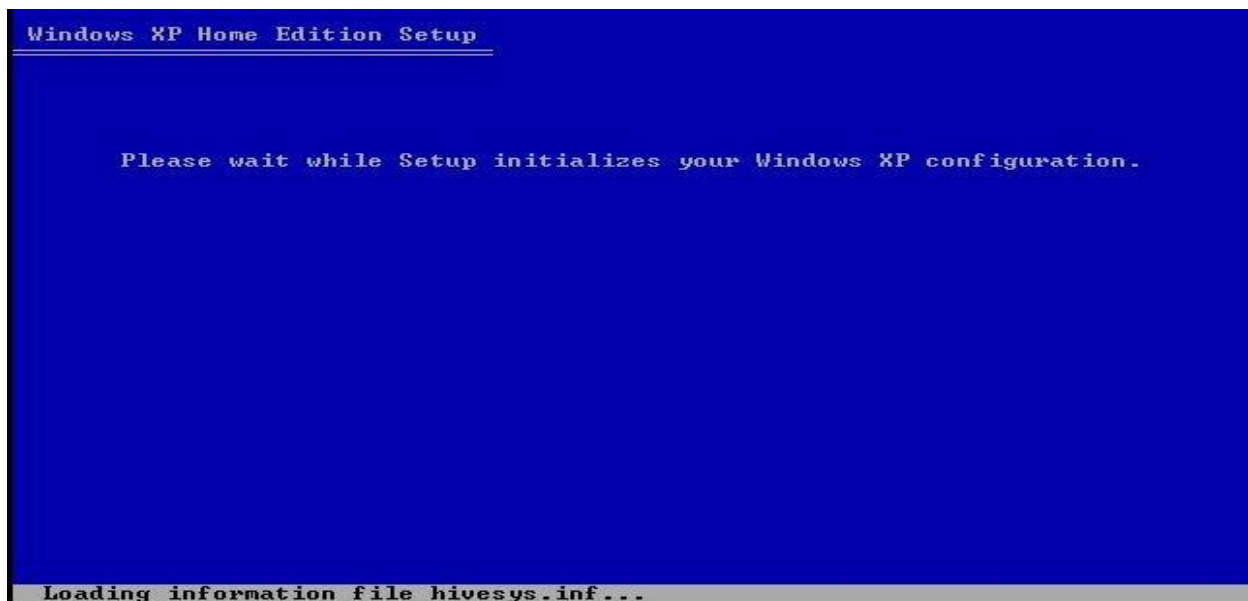 Windows XP Home Edition Setup
Please wait while Setup initializes your Windows XP configuration.
Loading information file hivesys.inf...